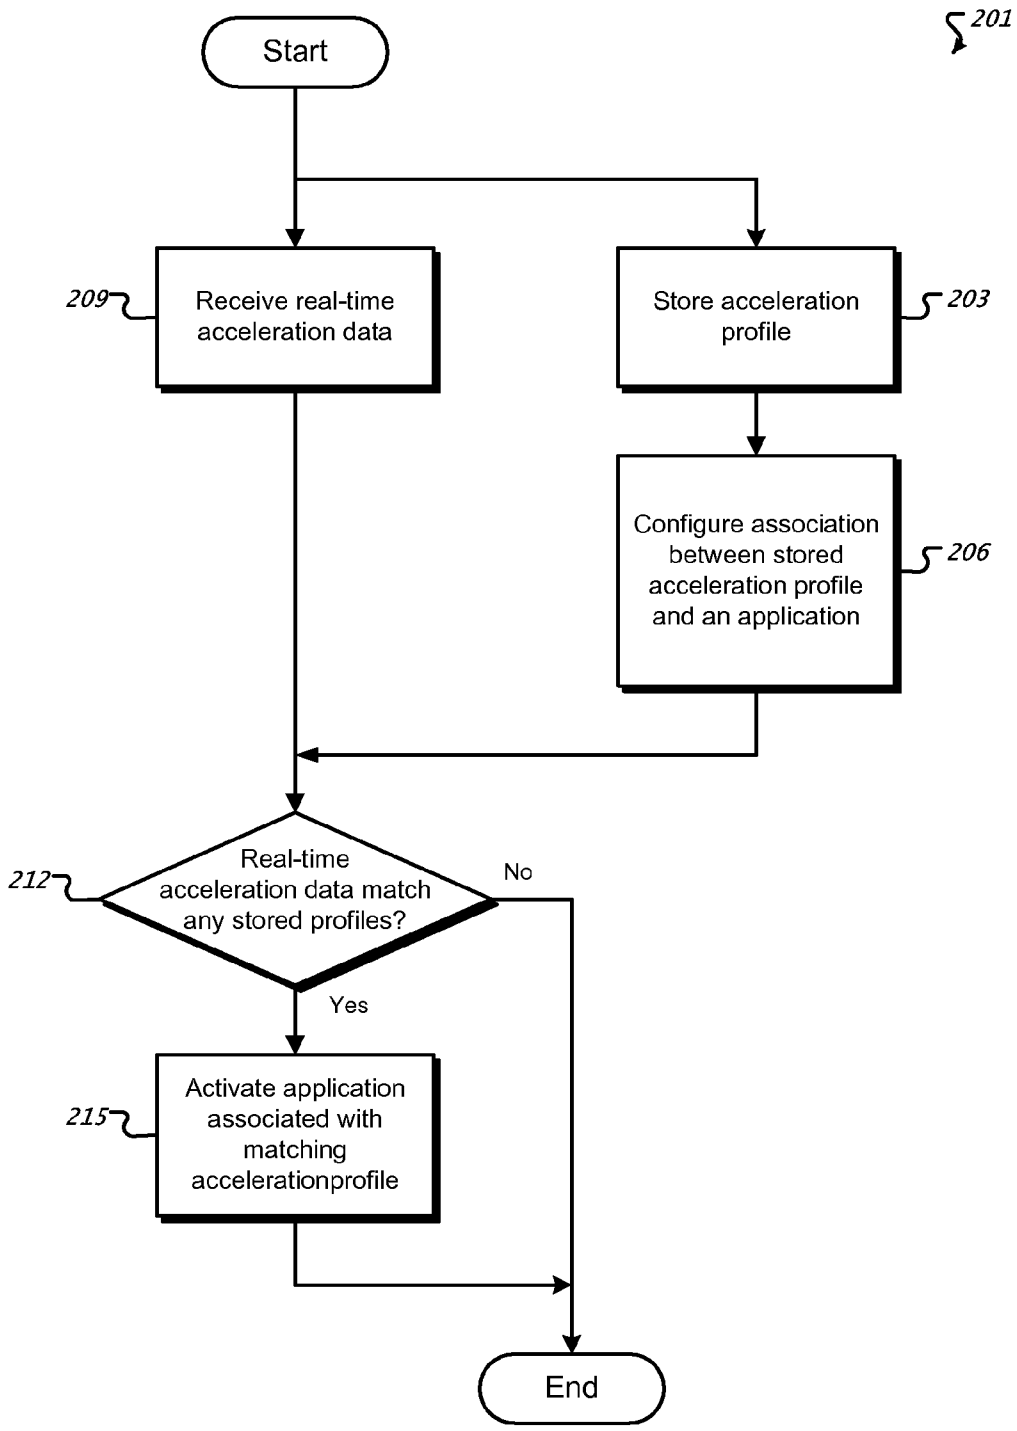 201
Start
209
Receive real-time
acceleration data
Store acceleration
profile
203
Configure association
between stored
acceleration profile
and an application
206
212
Real-time
acceleration data match
any stored profiles?
No
Yes
215
Activate application
associated with
matching
accelerationprofile
End